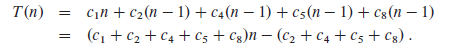 T(n) = c₁n + c₂(n − 1) + c₄(n − 1) + c₅(n − 1) + c₈(n − 1)
= (c₁ + c₂ + c₄ + c₅ + c₈)n − (c₂ + c₄ + c₅ + c₈) .